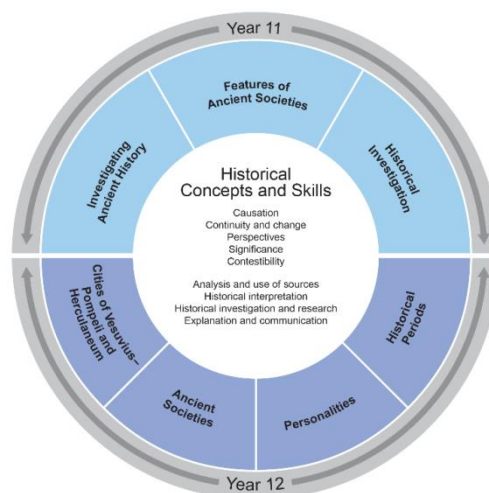 Year 11
Investigating
Ancient History
Features of
Ancient Societies
Historical
Investigation
Historical
Concepts and Skills
Causation
Continuity and change
Perspectives
Significance
Contestibility
Analysis and use of sources
Historical interpretation
Historical investigation and research
Explanation and communication
Cities of Vesuvius–
Pompeii and
Herculaneum
Ancient
Societies
Personalities
Historical
Periods
Year 12